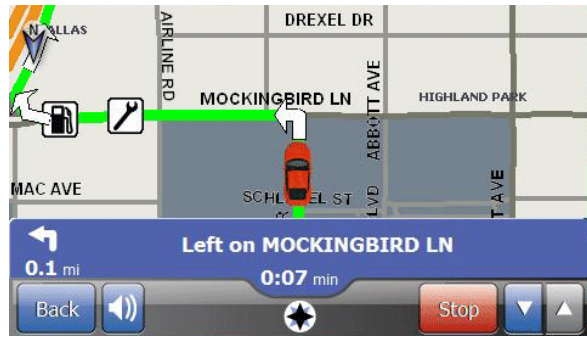 DREXEL DR
N
ALLAS
AIRLINE RD
MOCKINGBIRD LN
ABBOTT AVE
HIGHLAND PARK
MAC AVE
LVD
T AVE
0.1 mi
Left on MOCKINGBIRD LN
0:07 min
Back
Stop